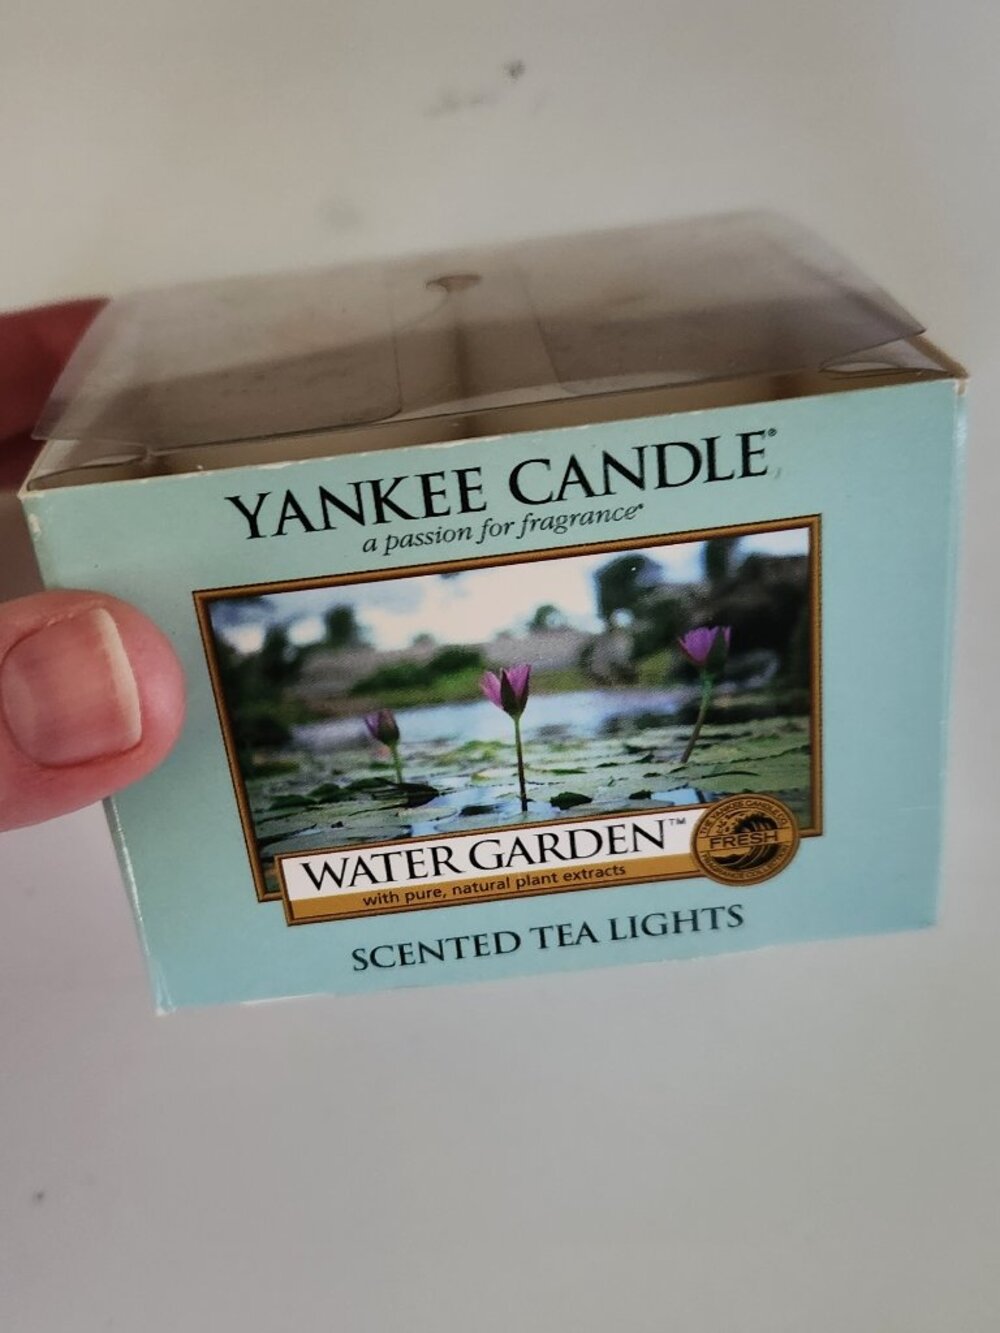 YANKEE CANDLE®
a passion for fragrance®
WATER GARDEN™
with pure, natural plant extracts
FRESH
SCENTED TEA LIGHTS